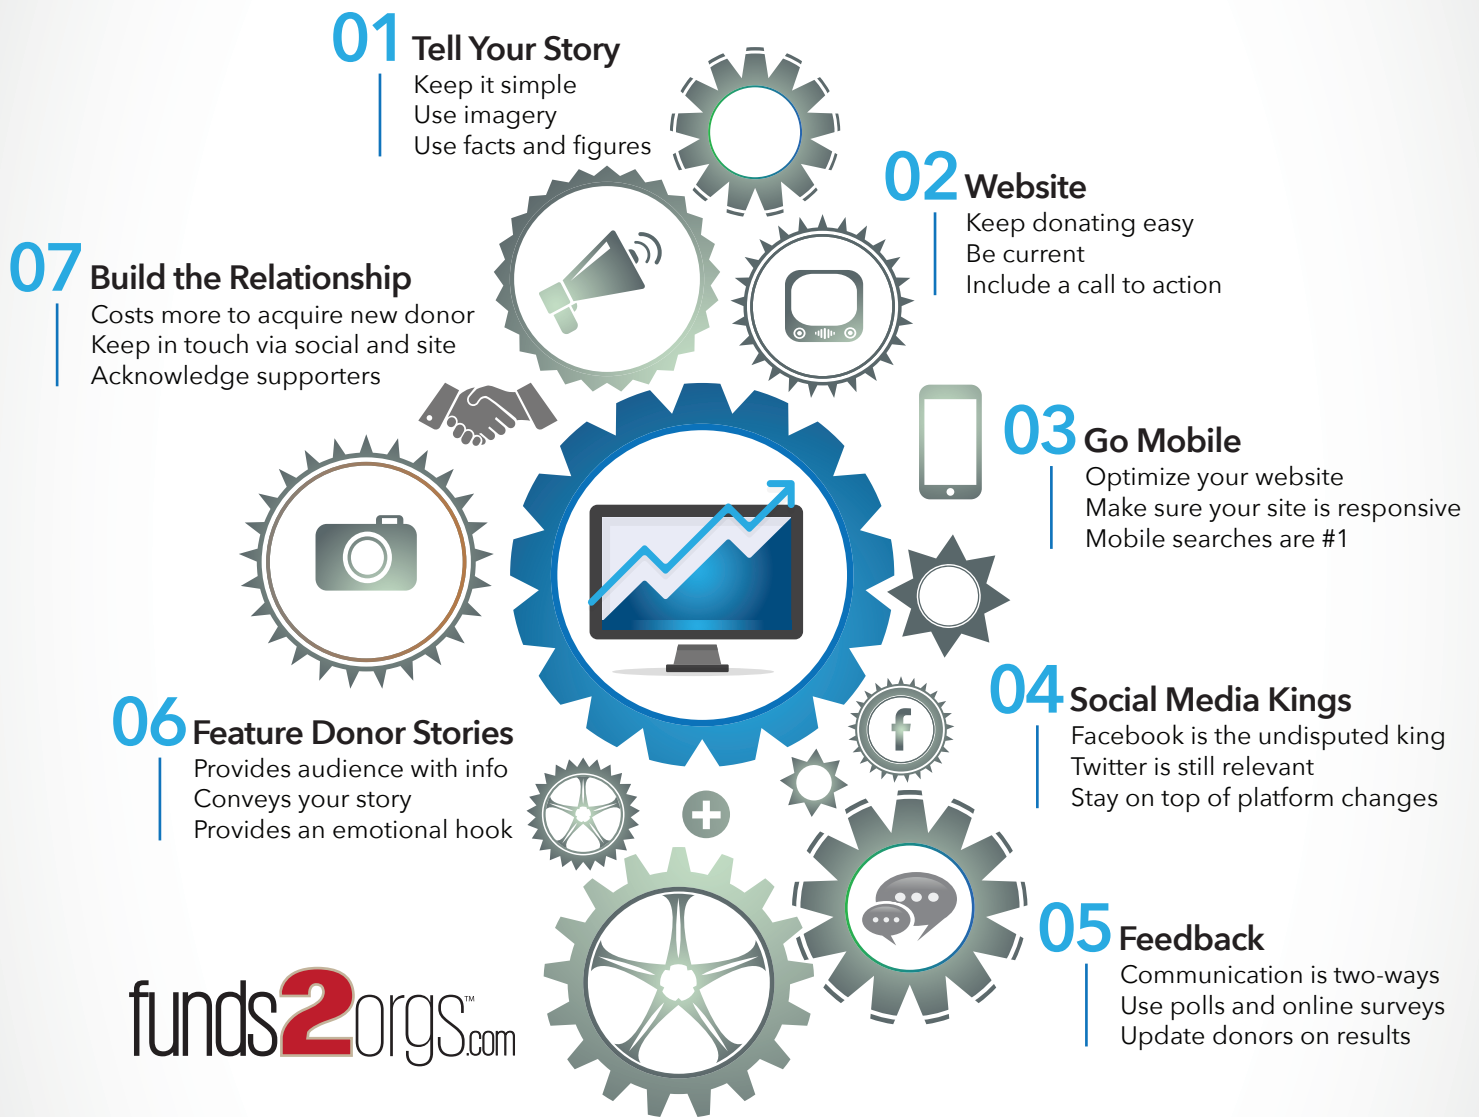 01 Tell Your Story
Keep it simple
Use imagery
Use facts and figures
02 Website
Keep donating easy
Be current
Include a call to action
03 Go Mobile
Optimize your website
Make sure your site is responsive
Mobile searches are #1
04 Social Media Kings
Facebook is the undisputed king
Twitter is still relevant
Stay on top of platform changes
f
05 Feedback
Communication is two-ways
Use polls and online surveys
Update donors on results
06 Feature Donor Stories
Provides audience with info
Conveys your story
Provides an emotional hook
07 Build the Relationship
Costs more to acquire new donor
Keep in touch via social and site
Acknowledge supporters
funds2orgs.com™